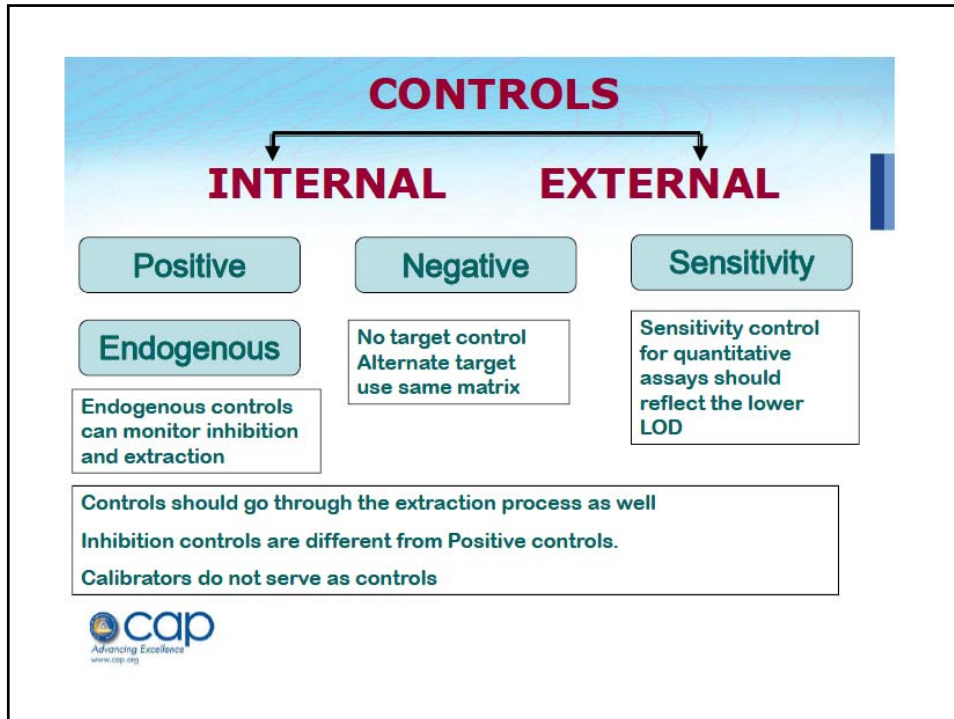 CONTROLS
INTERNAL EXTERNAL
Positive
Negative
Sensitivity
Endogenous
Endogenous controls
can monitor inhibition
and extraction
No target control
Alternate target
use same matrix
Sensitivity control
for quantitative
assays should
reflect the lower
LOD
Controls should go through the extraction process as well
Inhibition controls are different from Positive controls.
Calibrators do not serve as controls
cap
Advancing Excellence
www.cap.org